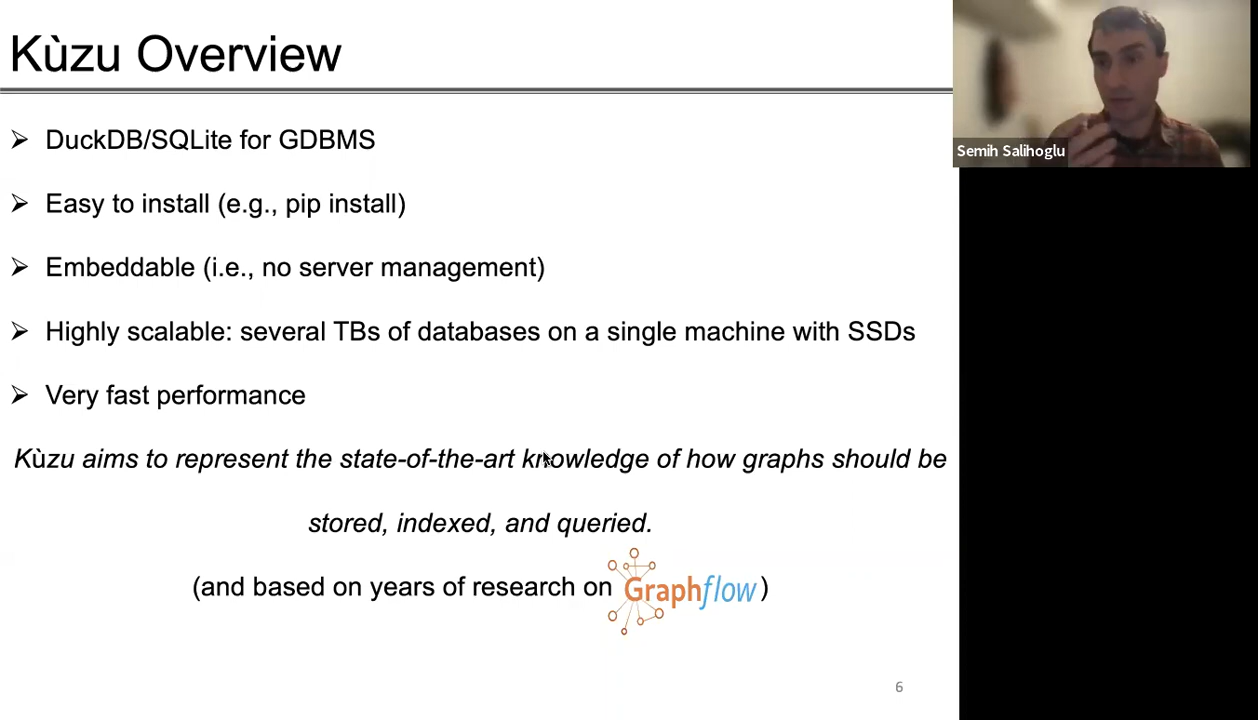 Kùzu Overview
➢ DuckDB/SQLite for GDBMS
➢ Easy to install (e.g., pip install)
➢ Embeddable (i.e., no server management)
➢ Highly scalable: several TBs of databases on a single machine with SSDs
➢ Very fast performance
Kùzu aims to represent the state-of-the-art knowledge of how graphs should be
stored, indexed, and queried.
(and based on years of research on Graphflow)
6
Semih Salihoglu